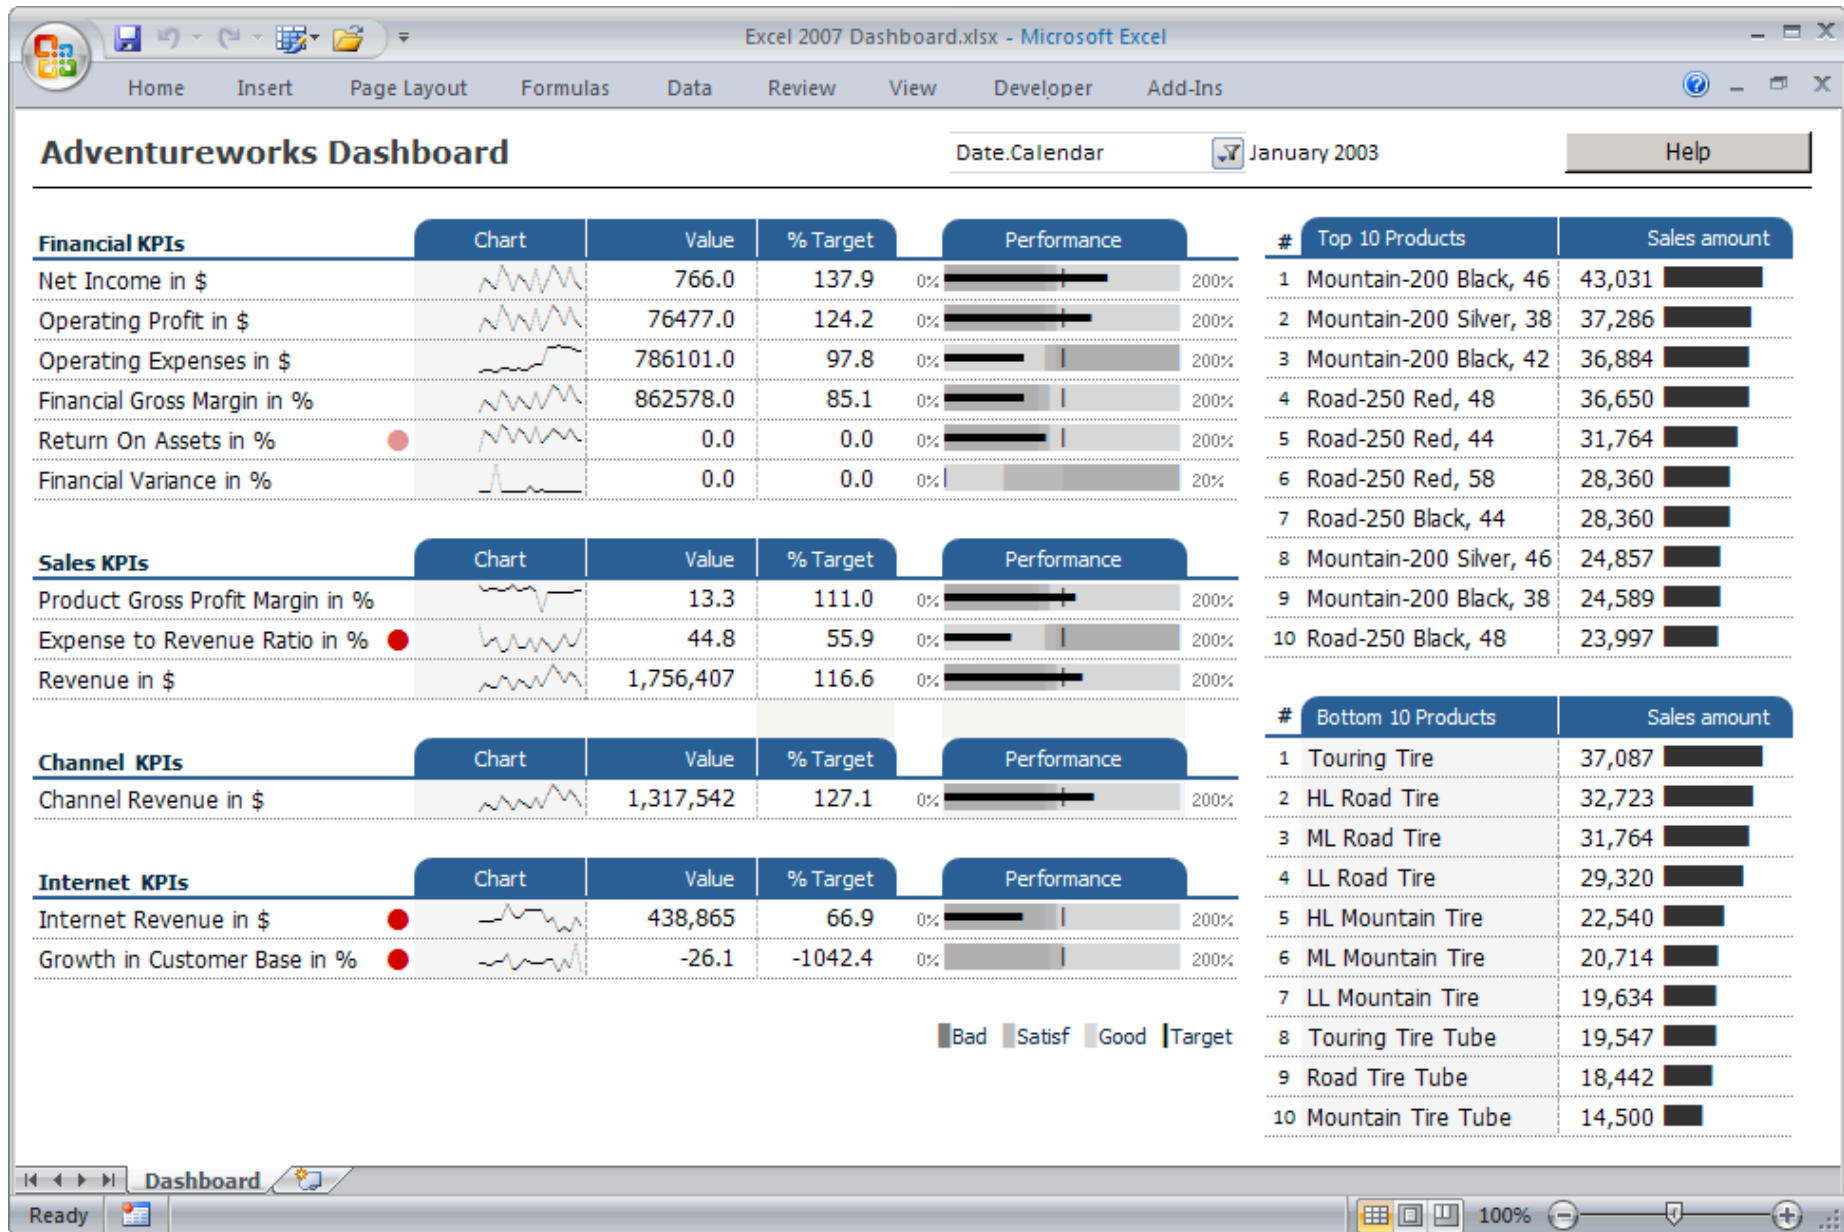 Excel 2007 Dashboard.xlsx - Microsoft Excel
Home Insert Page Layout Formulas Data Review View Developer Add-Ins
Adventureworks Dashboard
Date.Calendar January 2003 Help
Financial KPIs Chart Value % Target Performance
Net Income in $ 766.0 137.9 0% 200%
Operating Profit in $ 76477.0 124.2 0% 200%
Operating Expenses in $ 786101.0 97.8 0% 200%
Financial Gross Margin in % 862578.0 85.1 0% 200%
Return On Assets in % 0.0 0.0 0% 200%
Financial Variance in % 0.0 0.0 0% 20%
Sales KPIs Chart Value % Target Performance
Product Gross Profit Margin in % 13.3 111.0 0% 200%
Expense to Revenue Ratio in % 44.8 55.9 0% 200%
Revenue in $ 1,756,407 116.6 0% 200%
Channel KPIs Chart Value % Target Performance
Channel Revenue in $ 1,317,542 127.1 0% 200%
Internet KPIs Chart Value % Target Performance
Internet Revenue in $ 438,865 66.9 0% 200%
Growth in Customer Base in % -26.1 -1042.4 0% 200%
Bad Satisf Good Target
# Top 10 Products Sales amount
1 Mountain-200 Black, 46 43,031
2 Mountain-200 Silver, 38 37,286
3 Mountain-200 Black, 42 36,884
4 Road-250 Red, 48 36,650
5 Road-250 Red, 44 31,764
6 Road-250 Red, 58 28,360
7 Road-250 Black, 44 28,360
8 Mountain-200 Silver, 46 24,857
9 Mountain-200 Black, 38 24,589
10 Road-250 Black, 48 23,997
# Bottom 10 Products Sales amount
1 Touring Tire 37,087
2 HL Road Tire 32,723
3 ML Road Tire 31,764
4 LL Road Tire 29,320
5 HL Mountain Tire 22,540
6 ML Mountain Tire 20,714
7 LL Mountain Tire 19,634
8 Touring Tire Tube 19,547
9 Road Tire Tube 18,442
10 Mountain Tire Tube 14,500
Dashboard
Ready 100%